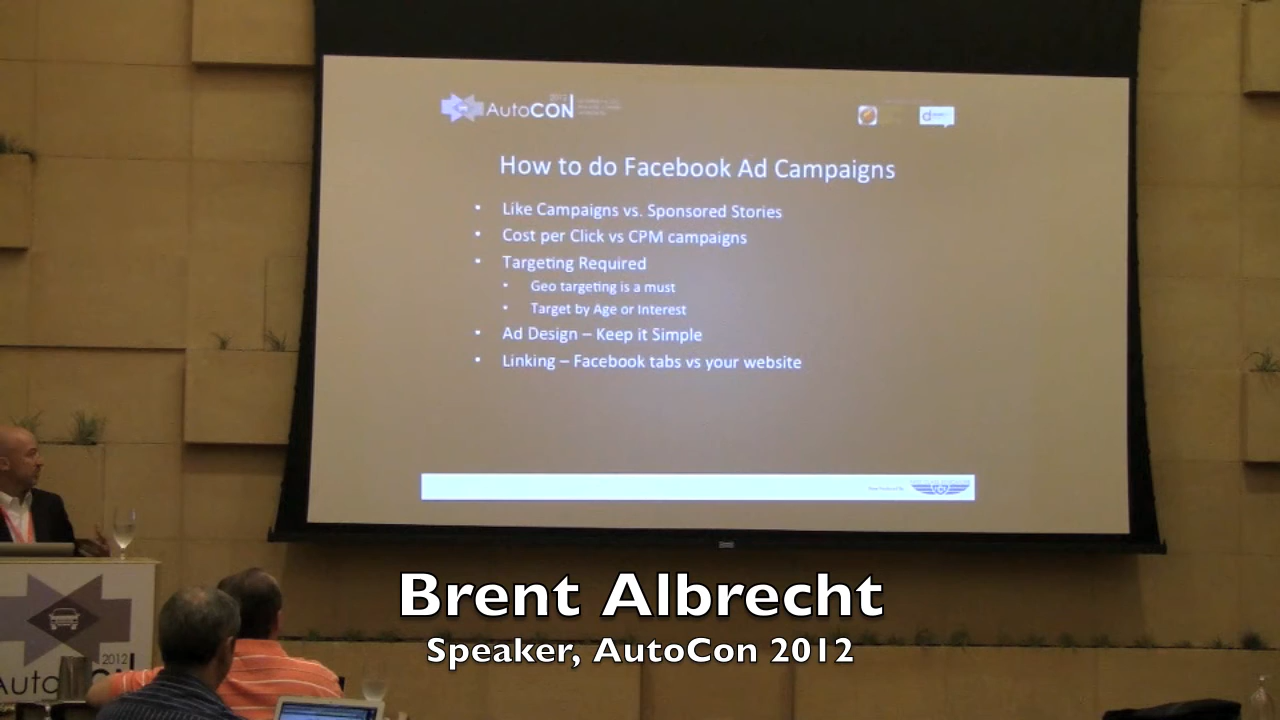 2012
AutoCON
How to do Facebook Ad Campaigns
• Like Campaigns vs. Sponsored Stories
• Cost per Click vs CPM campaigns
• Targeting Required
• Geo targeting is a must
• Target by Age or Interest
• Ad Design – Keep it Simple
• Linking – Facebook tabs vs your website
Brent Albrecht
Speaker, AutoCon 2012
2012
AutoCON